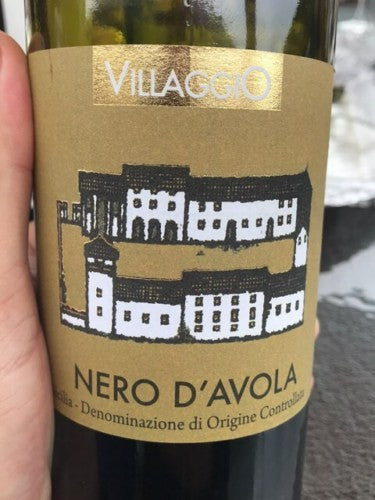 VILLAGGIO
NERO D'AVOLA
Denominazione di Origine Controllata